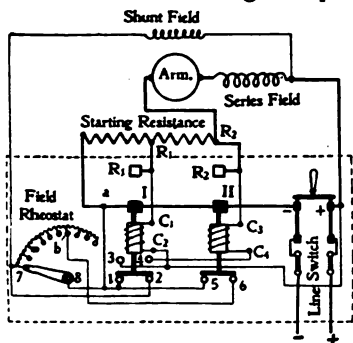 Shunt Field
Arm.
Series Field
Starting Resistance
R2
R1
R1
R2
a
I
II
- +
Field
Rheostat
b
C1
C2
C3
C4
3
4
7
8
1
2
5
6
Line Switch
- +